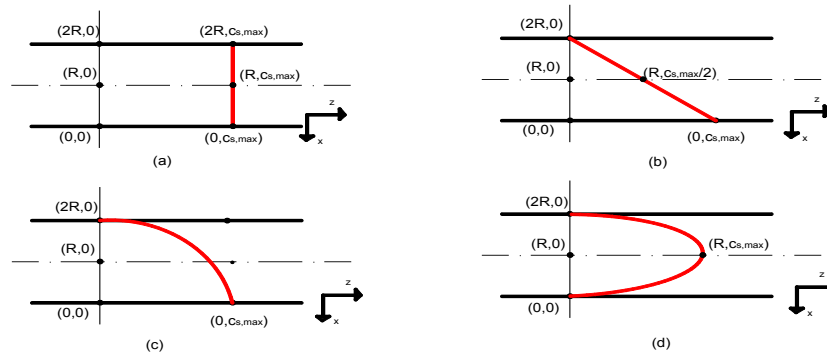 (2R,0) (2R,cs,max)
(R,0) (R,cs,max)
z
(0,0) (0,cs,max) x
(a)
(2R,0)
(R,0) (R,cs,max/2)
z
(0,0) (0,cs,max) x
(b)
(2R,0)
(R,0)
z
(0,0) (0,cs,max) x
(c)
(2R,0)
(R,0) (R,cs,max)
z
(0,0) x
(d)